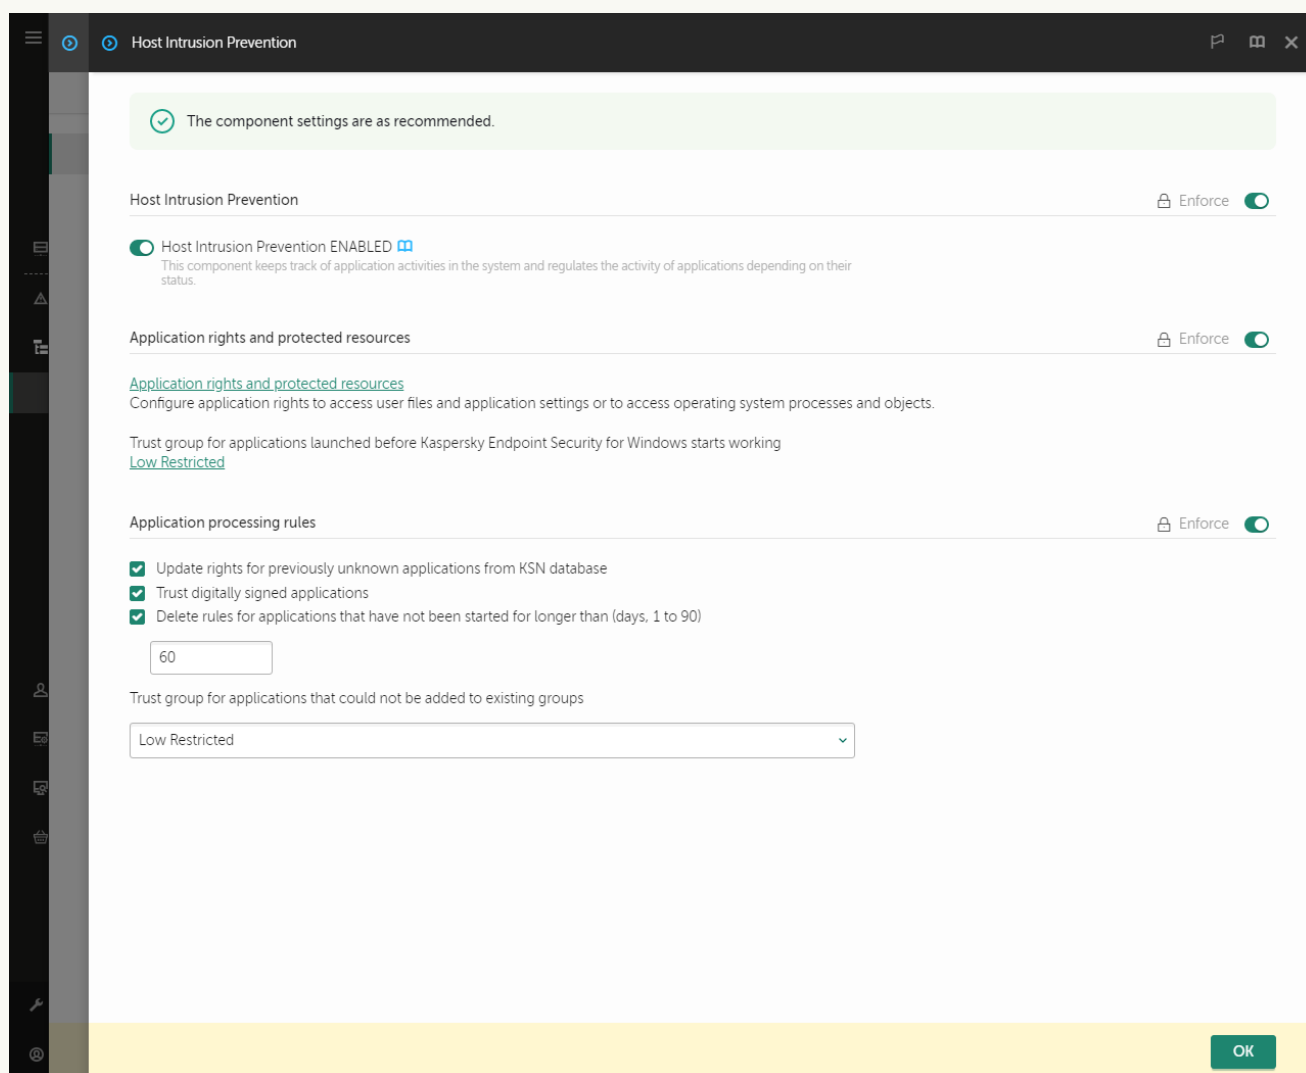 Host Intrusion Prevention
The component settings are as recommended.
Host Intrusion Prevention
Enforce
Host Intrusion Prevention ENABLED
This component keeps track of application activities in the system and regulates the activity of applications depending on their
status.
Application rights and protected resources
Enforce
Application rights and protected resources
Configure application rights to access user files and application settings or to access operating system processes and objects.
Trust group for applications launched before Kaspersky Endpoint Security for Windows starts working
Low Restricted
Application processing rules
Enforce
Update rights for previously unknown applications from KSN database
Trust digitally signed applications
Delete rules for applications that have not been started for longer than (days, 1 to 90)
60
Trust group for applications that could not be added to existing groups
Low Restricted
OK